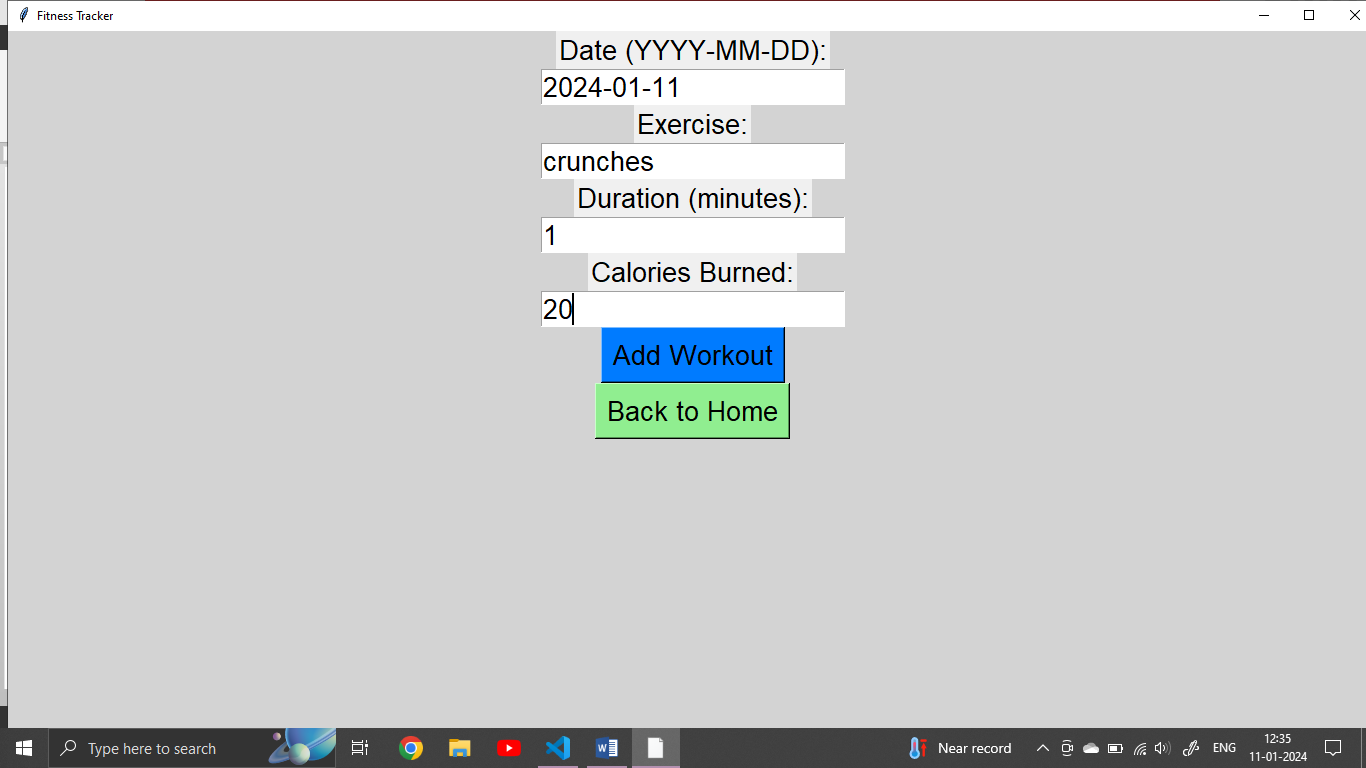 Fitness Tracker
Date (YYYY-MM-DD):
2024-01-11
Exercise:
crunches
Duration (minutes):
1
Calories Burned:
20
Add Workout
Back to Home
Type here to search
Near record
ENG
12:35
11-01-2024